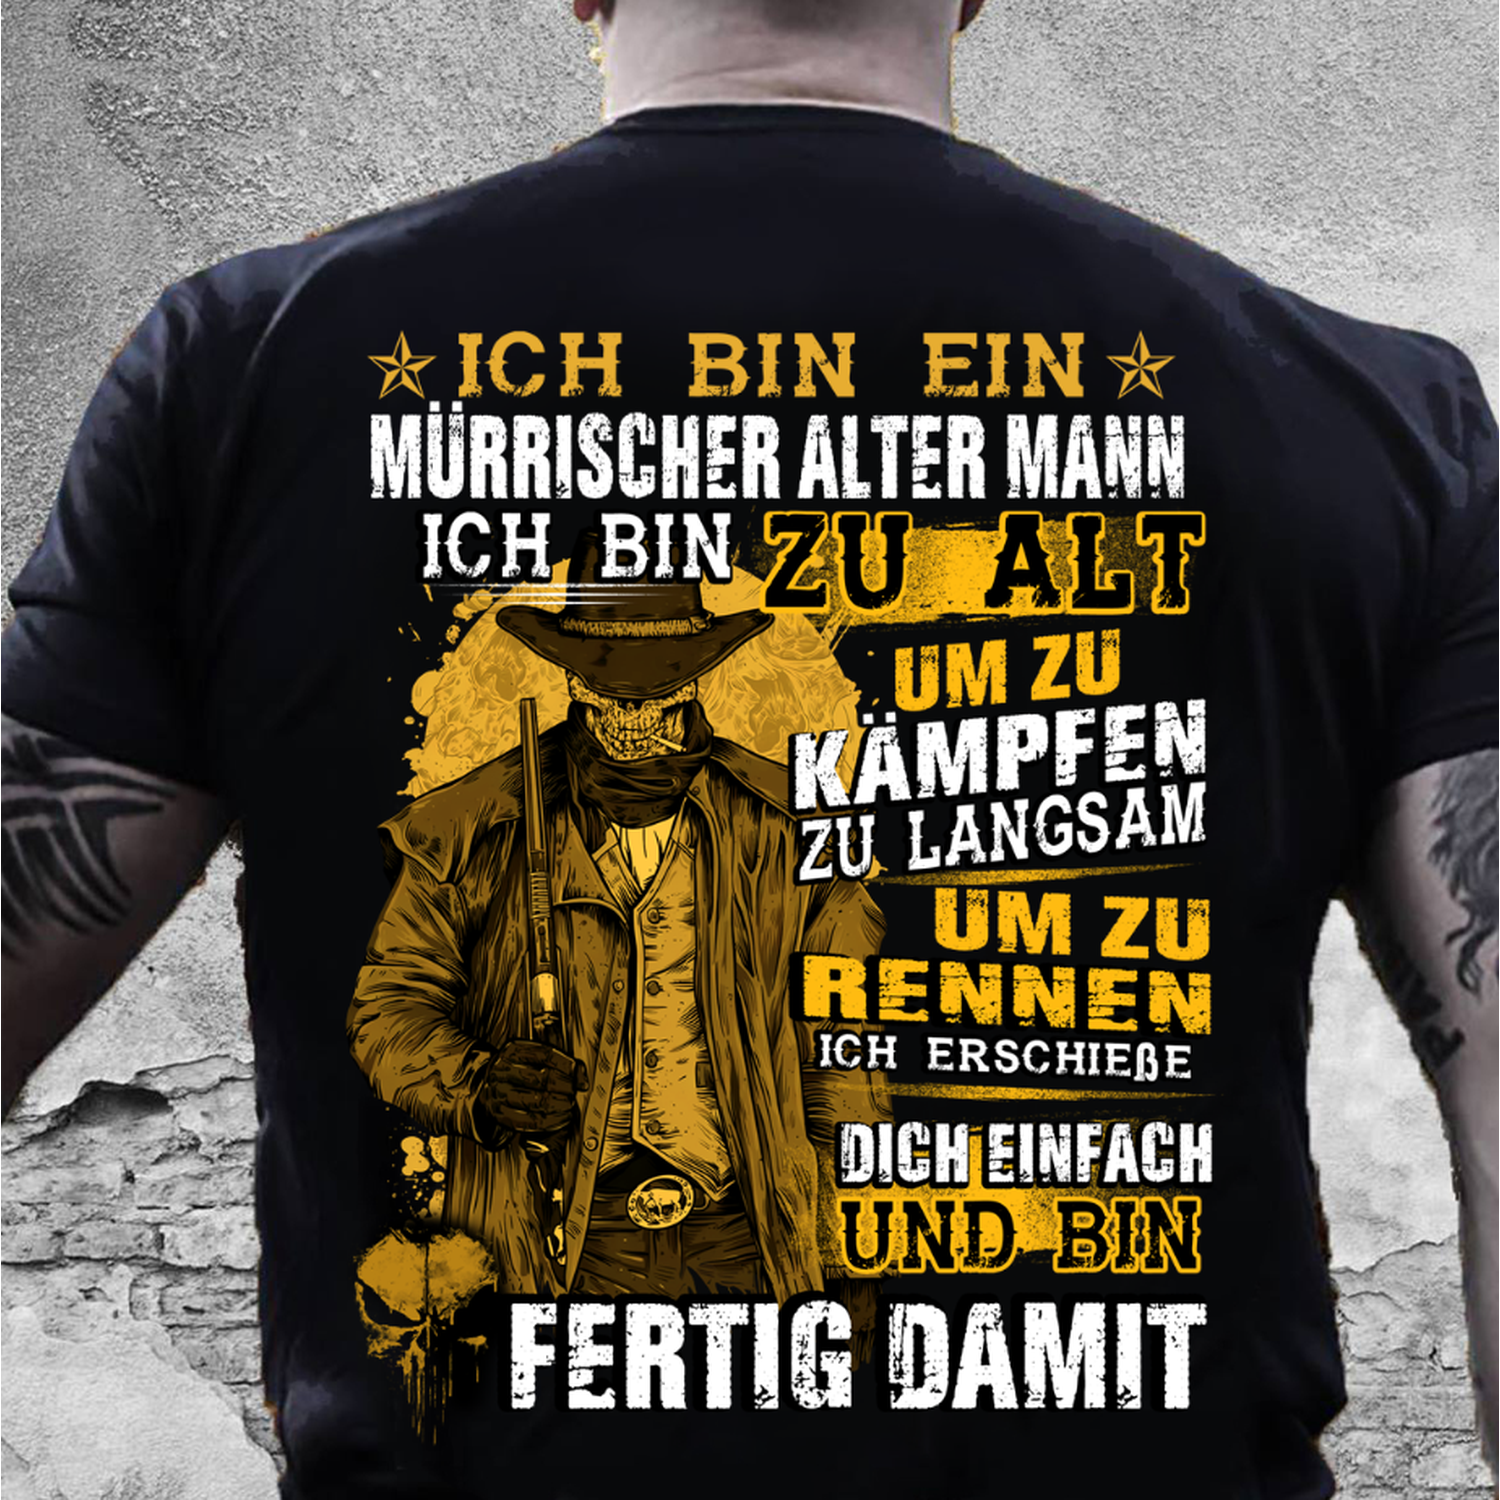 ICH BIN EIN
MÜRRISCHER ALTER MANN
ICH BIN ZU ALT
UM ZU
KÄMPFEN
ZU LANGSAM
UM ZU
RENNEN
ICH ERSCHIEßE
DICH EINFACH
UND BIN
FERTIG DAMIT